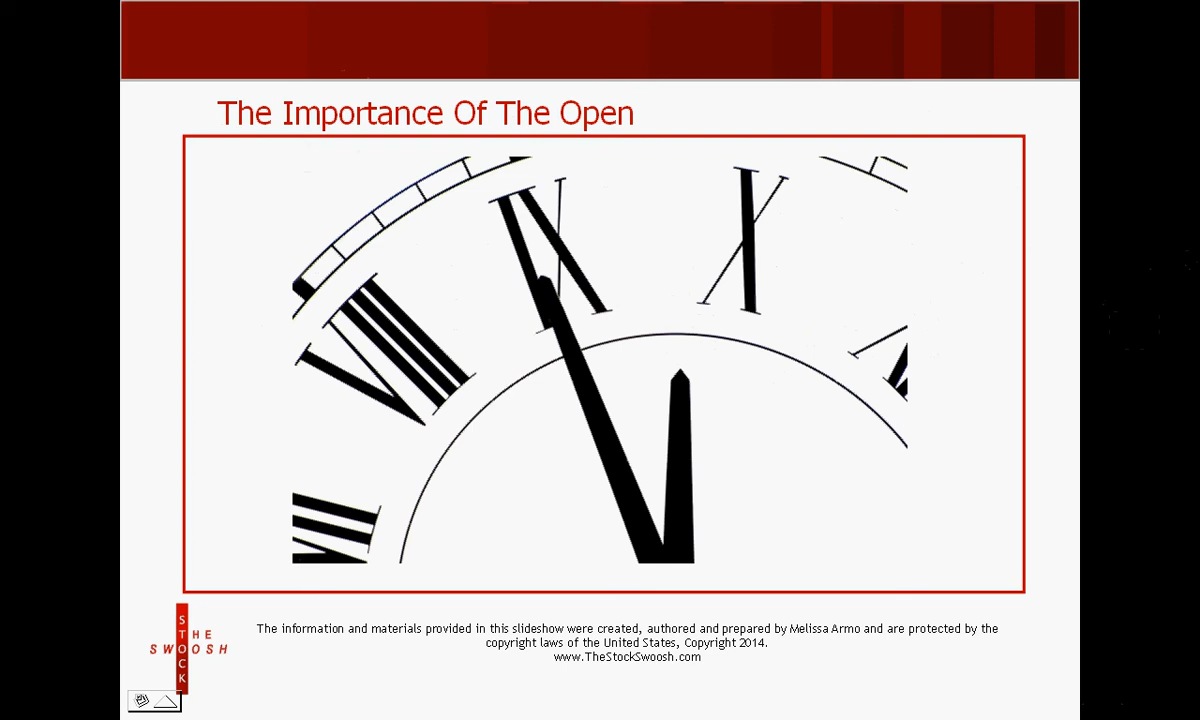 The Importance Of The Open
IX
X
VIII
THE
STOCK
SWOOSH
The information and materials provided in this slideshow were created, authored and prepared by Melissa Armo and are protected by the
copyright laws of the United States, Copyright 2014.
www.TheStockSwoosh.com